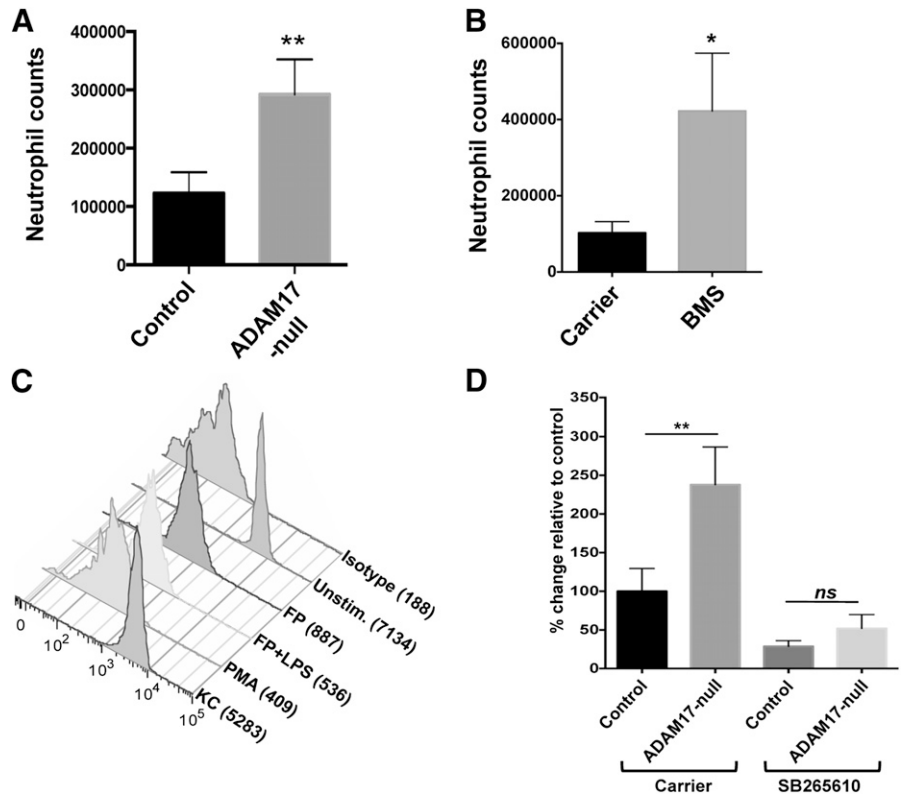 A
Neutrophil counts
400000
300000
200000
100000
0
**
Control
ADAM17
-null
B
Neutrophil counts
600000
400000
200000
0
*
Carrier
BMS
C
Isotype (188)
Unstim. (7134)
FP (887)
FP+LPS (536)
PMA (409)
KC (5283)
0
10²
10³
10⁴
10⁵
D
% change relative to control
350
300
250
200
150
100
50
0
**
ns
Control
ADAM17-null
Control
ADAM17-null
Carrier
SB265610